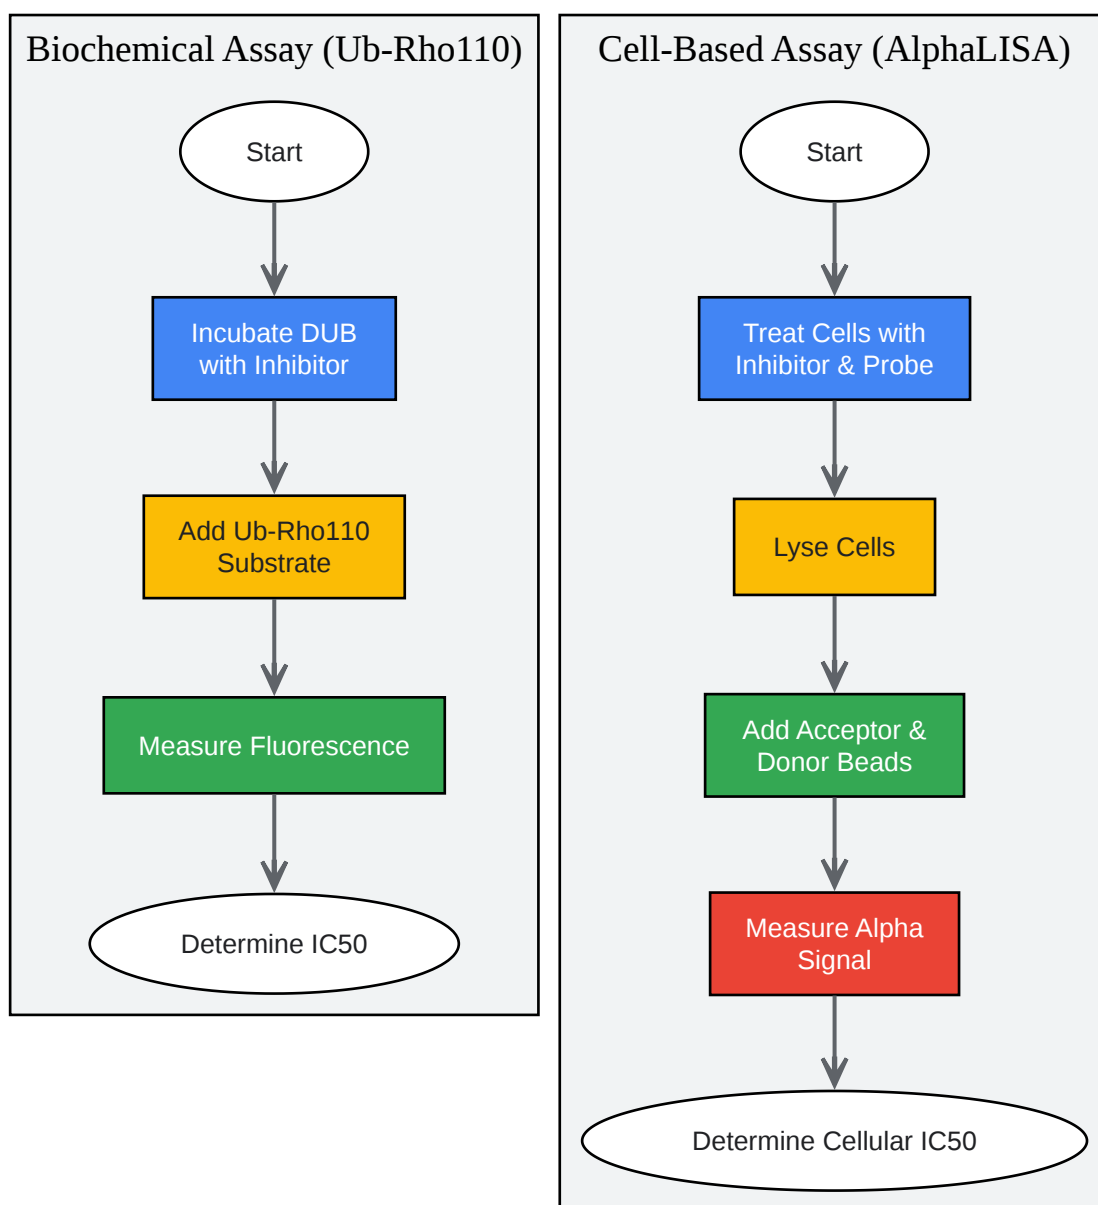 Biochemical Assay (Ub-Rho110)
Start
Incubate DUB
with Inhibitor
Add Ub-Rho110
Substrate
Measure Fluorescence
Determine IC50
Cell-Based Assay (AlphaLISA)
Start
Treat Cells with
Inhibitor & Probe
Lyse Cells
Add Acceptor &
Donor Beads
Measure Alpha
Signal
Determine Cellular IC50